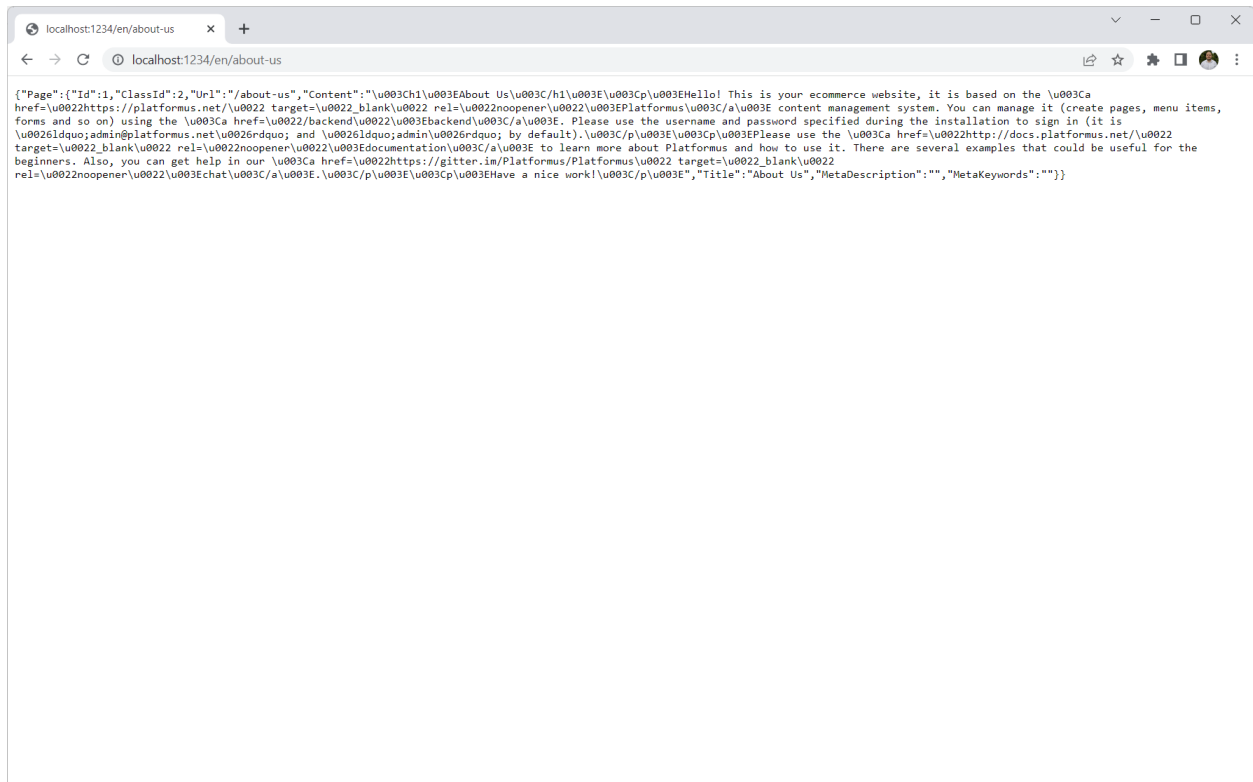 localhost:1234/en/about-us
localhost:1234/en/about-us
{"Page":{"Id":1,"ClassId":2,"Url":"/about-us","Content":"\u003Ch1\u003EAbout Us\u003C/h1\u003E\u003Cp\u003EHello! This is your ecommerce website, it is based on the \u003Ca
href=\u0022https://platformus.net/\u0022 target=\u0022_blank\u0022 rel=\u0022noopener\u0022\u003EPlatformus\u003C/a\u003E content management system. You can manage it (create pages, menu items,
forms and so on) using the \u003Ca href=\u0022/backend\u0022\u003Ebackend\u003C/a\u003E. Please use the username and password specified during the installation to sign in (it is
\u0026ldquo;admin@platformus.net\u0026rdquo; and \u0026ldquo;admin\u0026rdquo; by default).\u003C/p\u003E\u003Cp\u003EPlease use the \u003Ca href=\u0022http://docs.platformus.net/\u0022
target=\u0022_blank\u0022 rel=\u0022noopener\u0022\u003Edocumentation\u003C/a\u003E to learn more about Platformus and how to use it. There are several examples that could be useful for the
beginners. Also, you can get help in our \u003Ca href=\u0022https://gitter.im/Platformus/Platformus\u0022 target=\u0022_blank\u0022
rel=\u0022noopener\u0022\u003Echat\u003C/a\u003E.\u003C/p\u003E\u003Cp\u003EHave a nice work!\u003C/p\u003E","Title":"About Us","MetaDescription":"","MetaKeywords":""}}